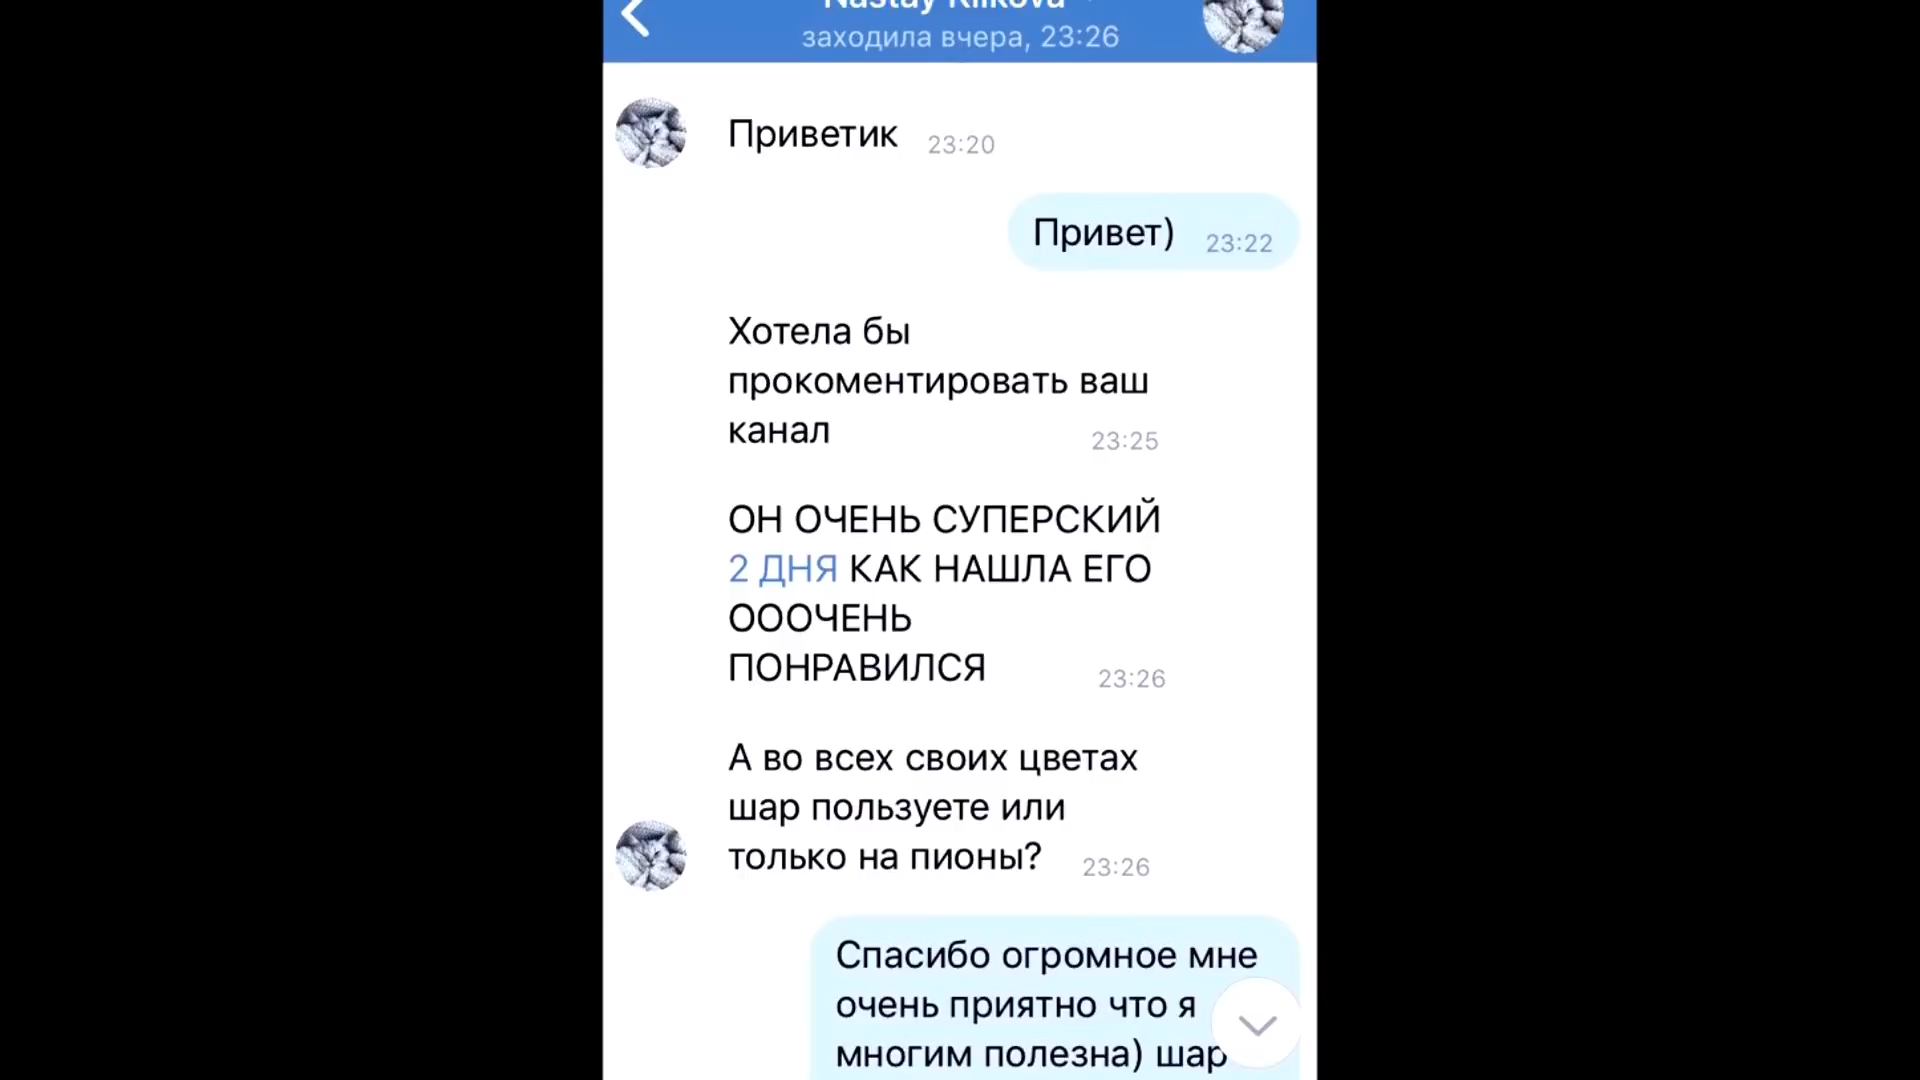 заходила вчера, 23:26
Приветик 23:20
Привет) 23:22
Хотела бы
прокоментировать ваш
канал 23:25
ОН ОЧЕНЬ СУПЕРСКИЙ
2 ДНЯ КАК НАШЛА ЕГО
ОООЧЕНЬ
ПОНРАВИЛСЯ 23:26
А во всех своих цветах
шар пользуете или
только на пионы? 23:26
Спасибо огромное мне
очень приятно что я
многим полезна) шар